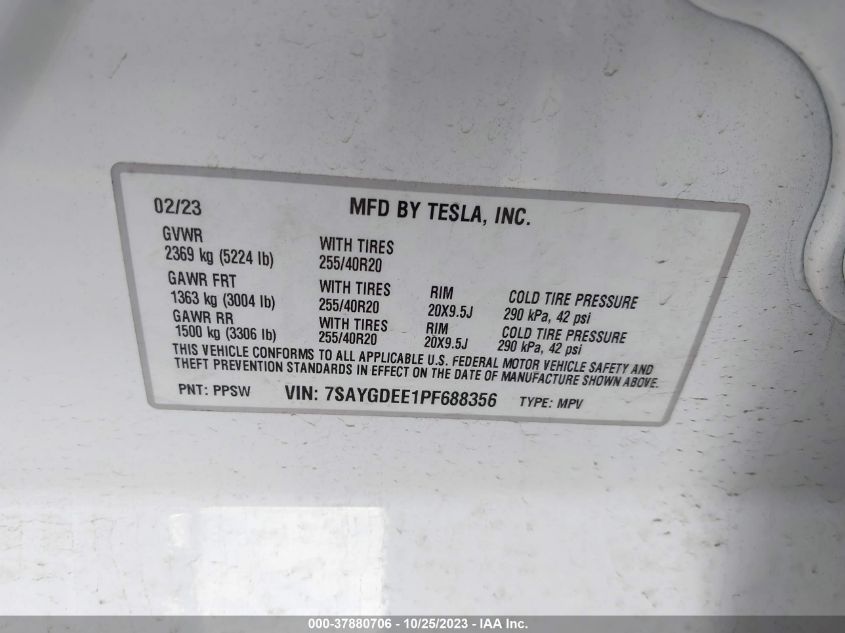 02/23 MFD BY TESLA, INC.
GVWR
2369 kg (5224 lb) WITH TIRES
255/40R20
GAWR FRT
1363 kg (3004 lb) WITH TIRES RIM COLD TIRE PRESSURE
255/40R20 20X9.5J 290 kPa, 42 psi
GAWR RR
1500 kg (3306 lb) WITH TIRES RIM COLD TIRE PRESSURE
255/40R20 20X9.5J 290 kPa, 42 psi
THIS VEHICLE CONFORMS TO ALL APPLICABLE U.S. FEDERAL MOTOR VEHICLE SAFETY AND
THEFT PREVENTION STANDARDS IN EFFECT ON THE DATE OF MANUFACTURE SHOWN ABOVE.
PNT: PPSW VIN: 7SAYGDEE1PF688356 TYPE: MPV
000-37880706 - 10/25/2023 - IAA Inc.